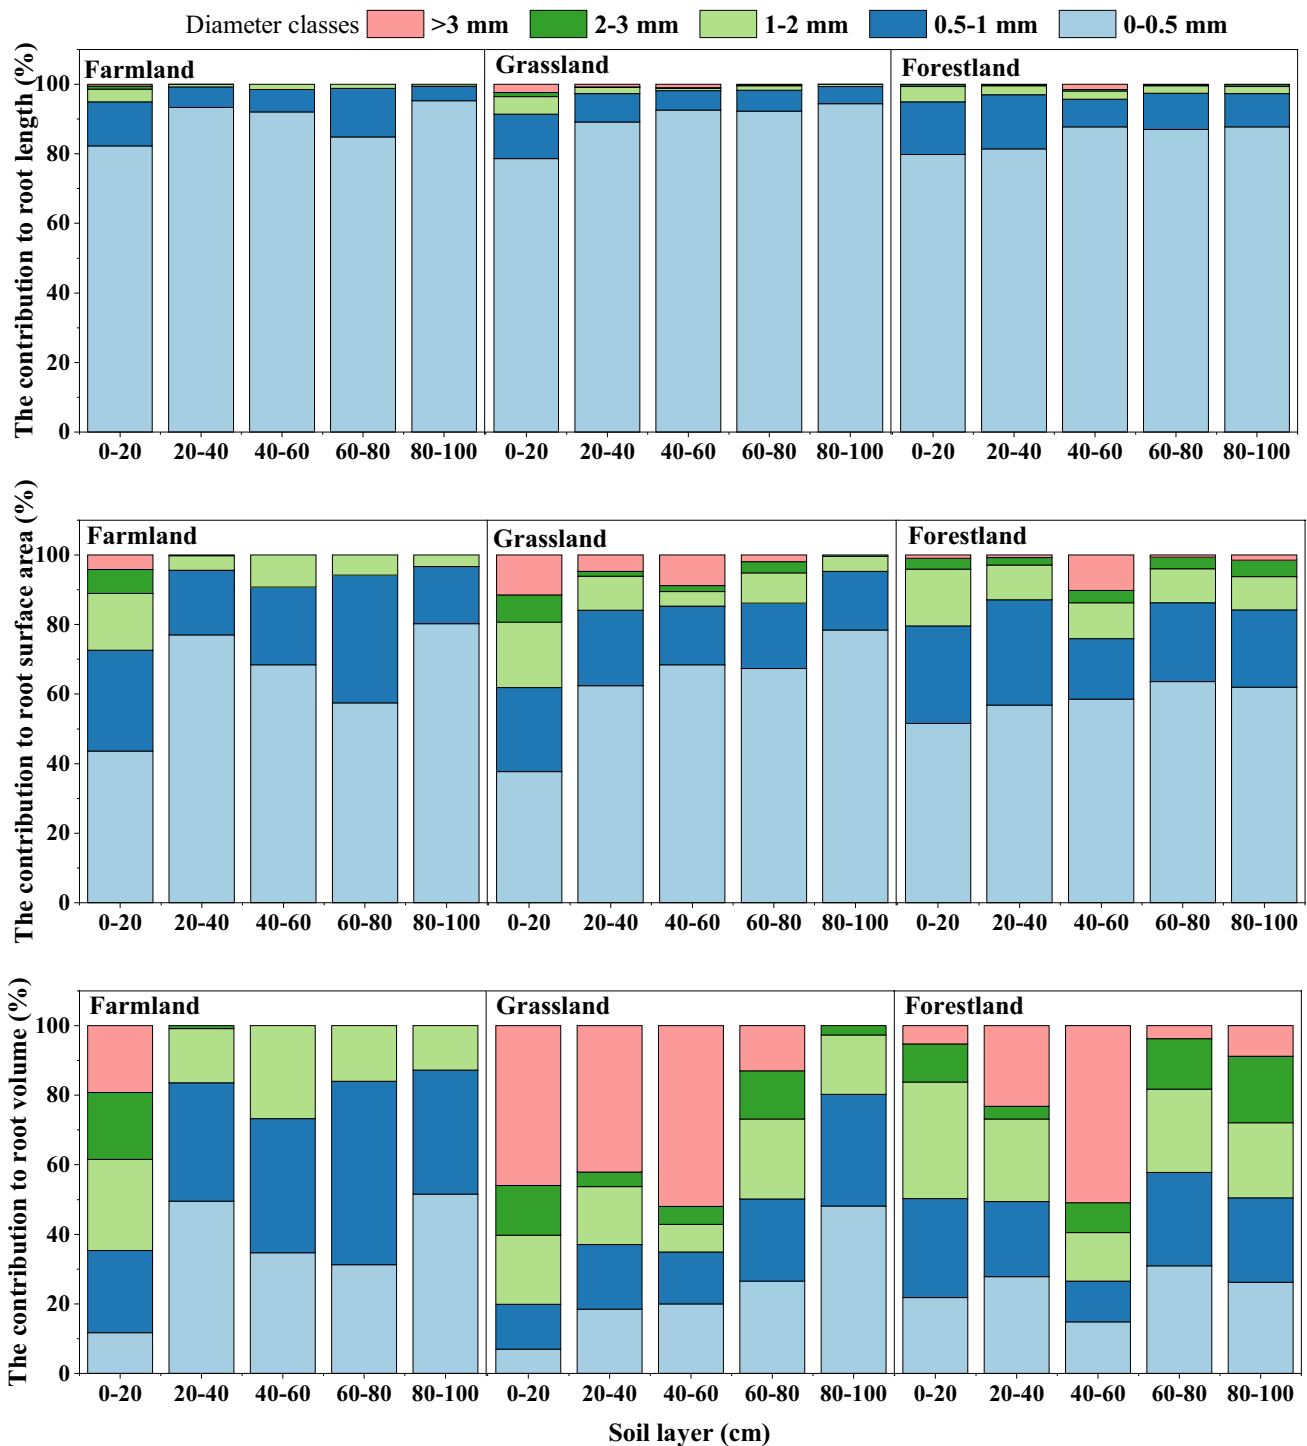 Diameter classes >3 mm 2-3 mm 1-2 mm 0.5-1 mm 0-0.5 mm
The contribution to root length (%)
Farmland Grassland Forestland
100
80
60
40
20
0
0-20 20-40 40-60 60-80 80-100 0-20 20-40 40-60 60-80 80-100 0-20 20-40 40-60 60-80 80-100
The contribution to root surface area (%)
Farmland Grassland Forestland
100
80
60
40
20
0
0-20 20-40 40-60 60-80 80-100 0-20 20-40 40-60 60-80 80-100 0-20 20-40 40-60 60-80 80-100
The contribution to root volume (%)
Farmland Grassland Forestland
100
80
60
40
20
0
0-20 20-40 40-60 60-80 80-100 0-20 20-40 40-60 60-80 80-100 0-20 20-40 40-60 60-80 80-100
Soil layer (cm)